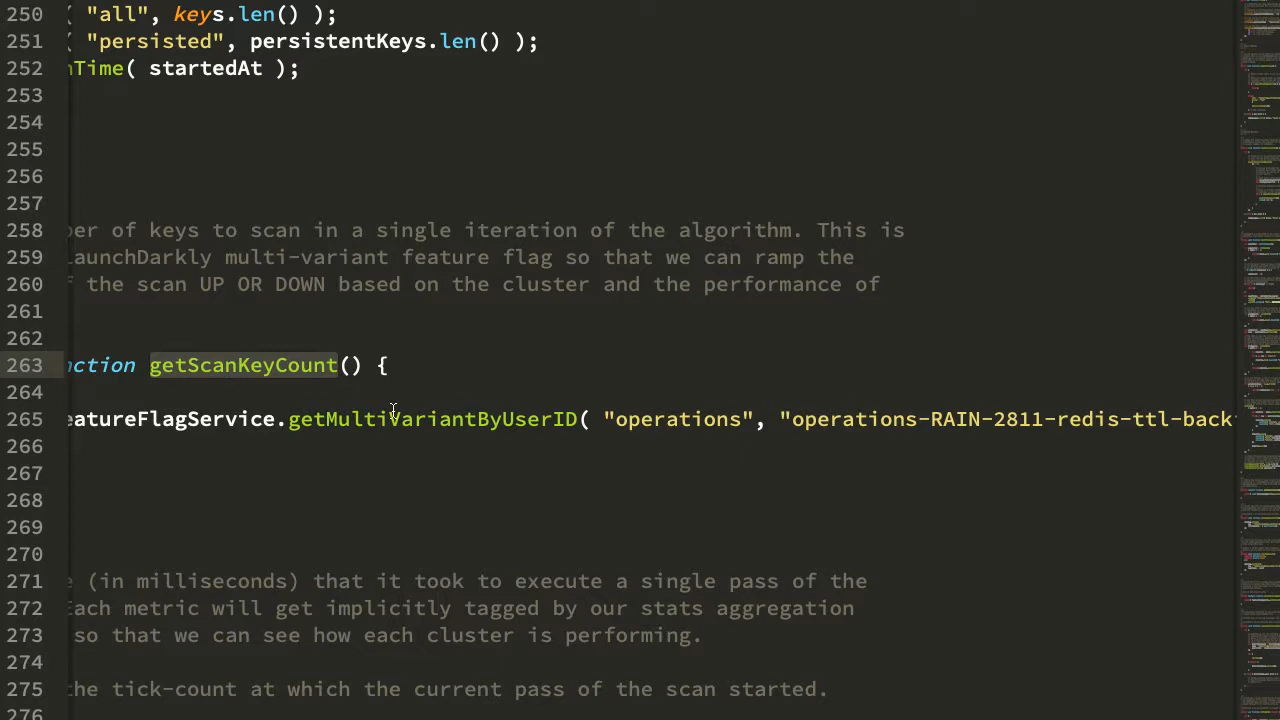 250 ( "all", keys.len() );
251 ( "persisted", persistentKeys.len() );
252 nTime( startedAt );
253
254
255
256
257
258 ber of keys to scan in a single iteration of the algorithm. This is
259 LaunchDarkly multi-variant feature flag so that we can ramp the
260 f the scan UP OR DOWN based on the cluster and the performance of
261
262
263 nction getScanKeyCount() {
264
265 eatureFlagService.getMultiVariantByUserID( "operations", "operations-RAIN-2811-redis-ttl-back
266
267
268
269
270
271 e (in milliseconds) that it took to execute a single pass of the
272 Each metric will get implicitly tagged by our stats aggregation
273 so that we can see how each cluster is performing.
274
275 the tick-count at which the current pass of the scan started.
276